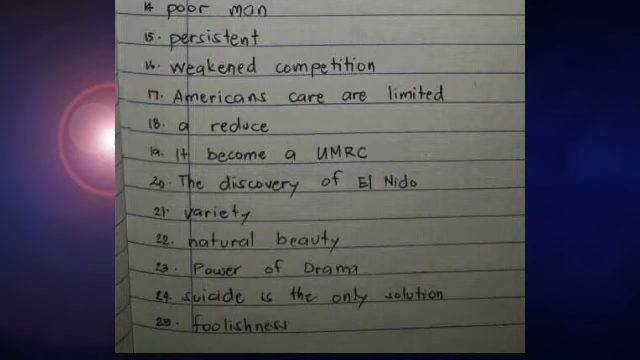 14 poor man
15. persistent
16. weakened competition
17. Americans care are limited
18. a reduce
19. It become a UMRC
20. The discovery of El Nido
21. variety
22. natural beauty
23. Power of Drama
24. suicide is the only solution
25. foolishness